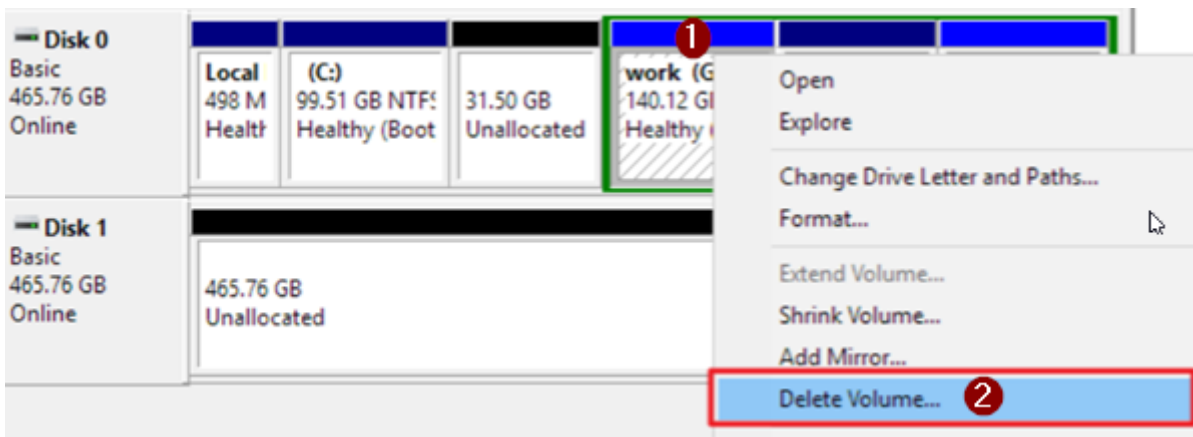 Disk 0
Basic
465.76 GB
Online
Local
498 M
Health
(C:)
99.51 GB NTFS
Healthy (Boot
31.50 GB
Unallocated
1
work (G
140.12 G
Healthy
Open
Explore
Change Drive Letter and Paths...
Format...
Extend Volume...
Shrink Volume...
Add Mirror...
Delete Volume...
2
Disk 1
Basic
465.76 GB
Online
465.76 GB
Unallocated